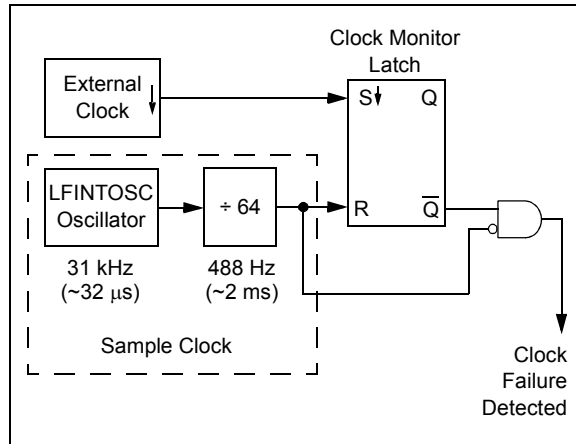 Clock Monitor
Latch
External
Clock
S
Q
LFINTOSC
Oscillator
÷ 64
R
Q̅
31 kHz
(~32 μs)
488 Hz
(~2 ms)
Sample Clock
Clock
Failure
Detected